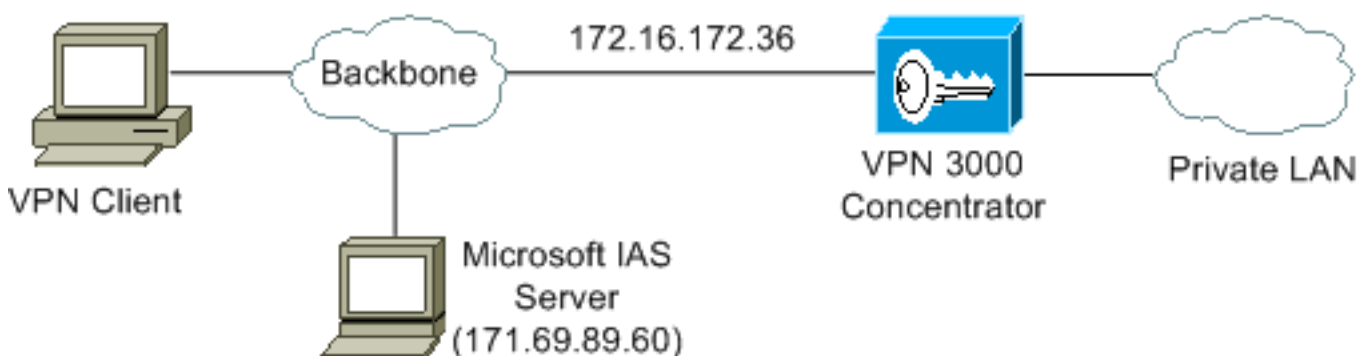 172.16.172.36
Backbone
VPN Client
VPN 3000
Concentrator
Private LAN
Microsoft IAS
Server
(171.69.89.60)